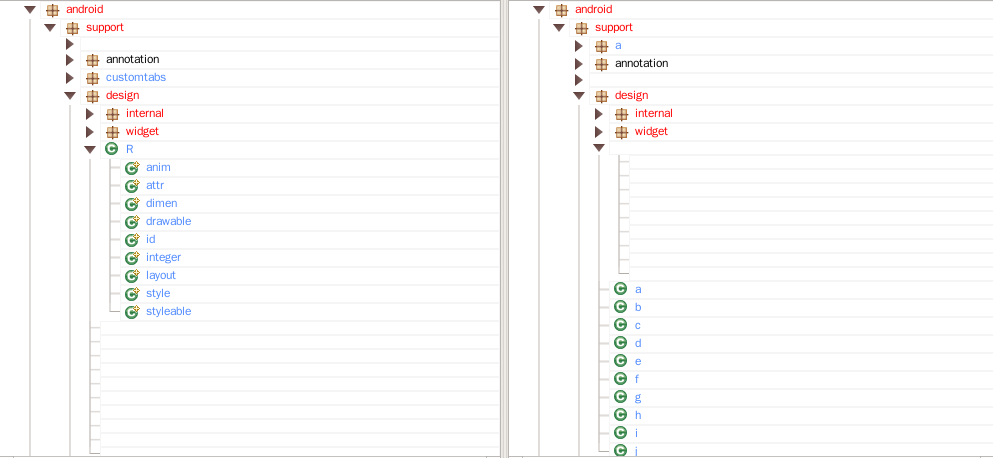 android
support
annotation
customtabs
design
internal
widget
R
anim
attr
dimen
drawable
id
integer
layout
style
styleable
android
support
a
annotation
design
internal
widget
a
b
c
d
e
f
g
h
i
j